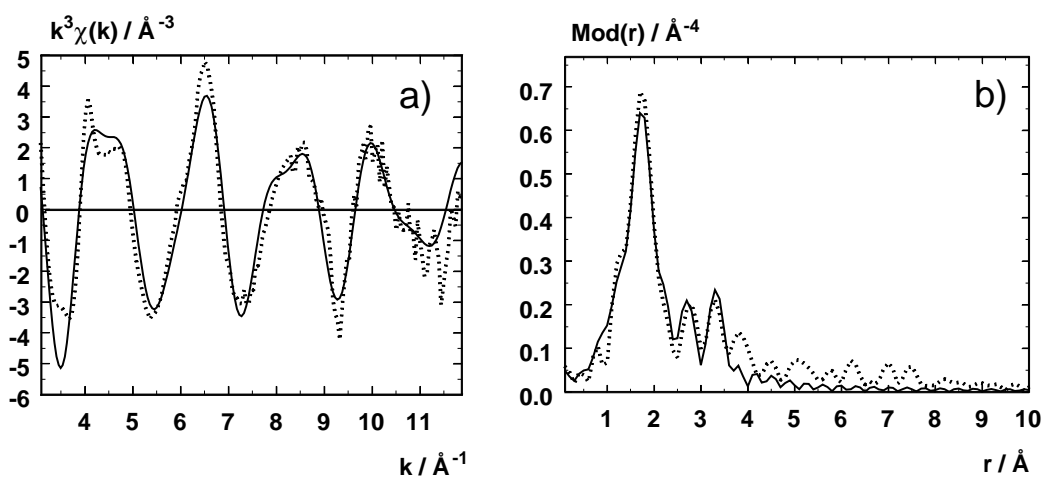 k³χ(k) / Å⁻³
5
4
3
2
1
0
-1
-2
-3
-4
-5
-6
4 5 6 7 8 9 10 11
k / Å⁻¹
a)
Mod(r) / Å⁻⁴
0.7
0.6
0.5
0.4
0.3
0.2
0.1
0.0
1 2 3 4 5 6 7 8 9 10
r / Å
b)